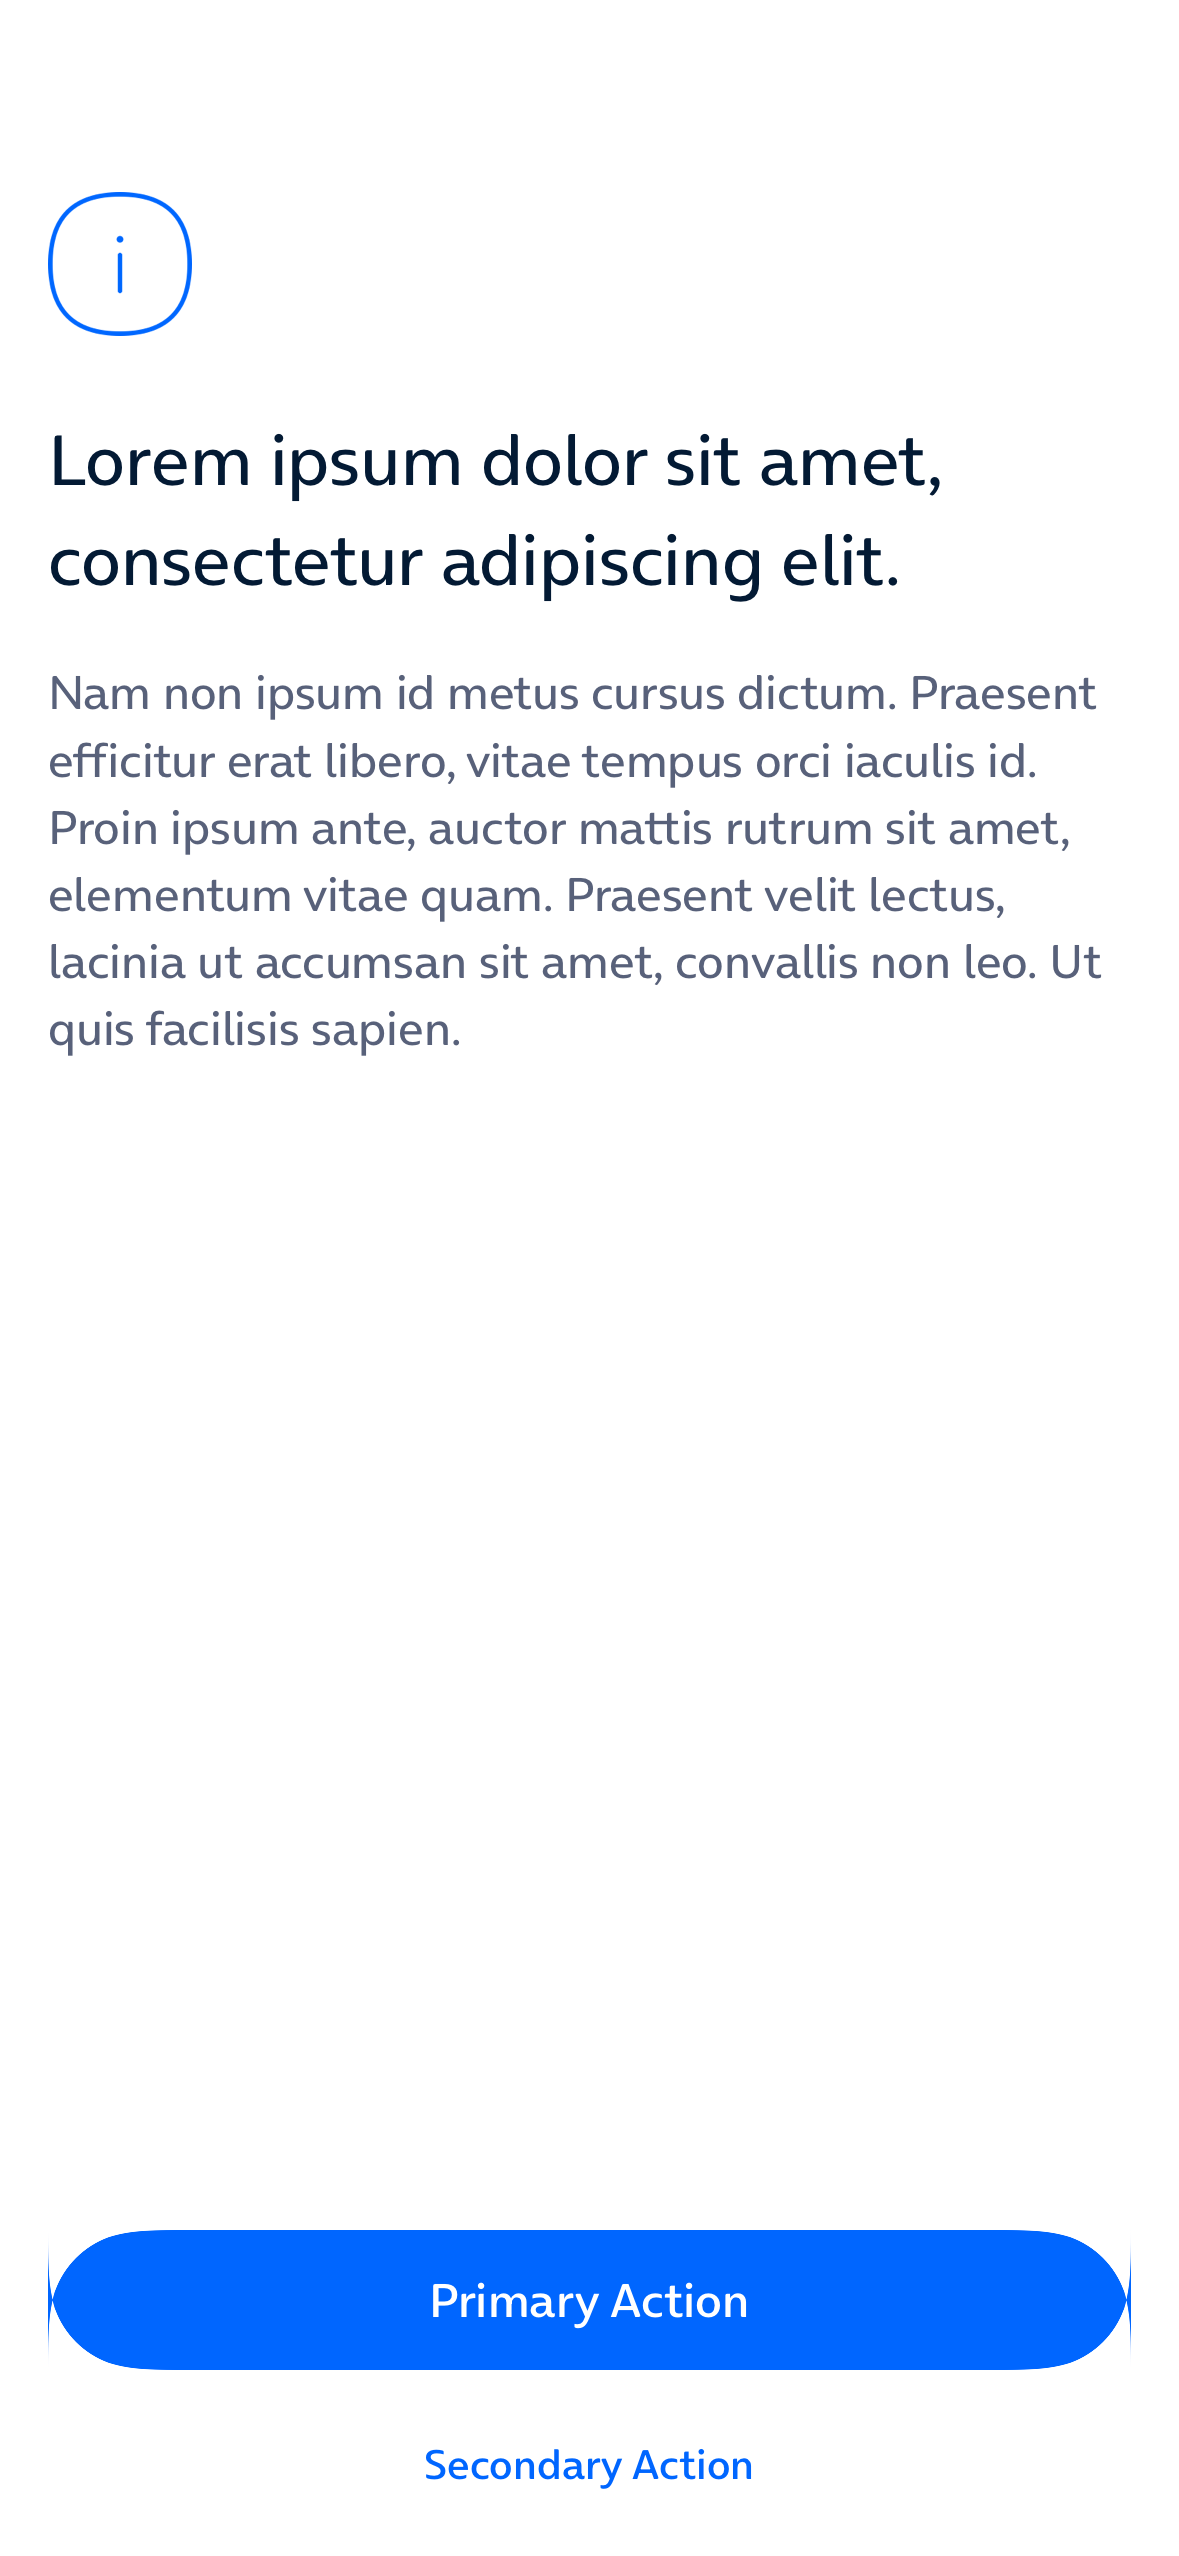 i
Lorem ipsum dolor sit amet,
consectetur adipiscing elit.
Nam non ipsum id metus cursus dictum. Praesent
efficitur erat libero, vitae tempus orci iaculis id.
Proin ipsum ante, auctor mattis rutrum sit amet,
elementum vitae quam. Praesent velit lectus,
lacinia ut accumsan sit amet, convallis non leo. Ut
quis facilisis sapien.
Primary Action
Secondary Action